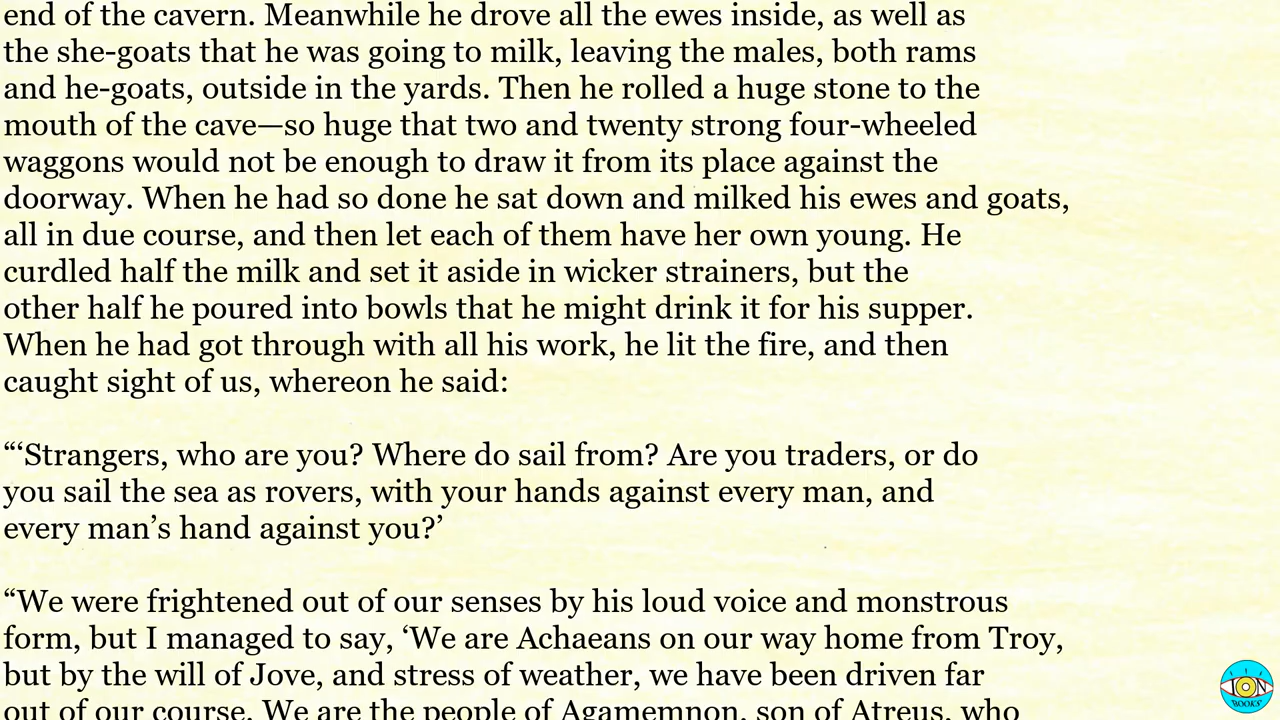 end of the cavern. Meanwhile he drove all the ewes inside, as well as
the she-goats that he was going to milk, leaving the males, both rams
and he-goats, outside in the yards. Then he rolled a huge stone to the
mouth of the cave—so huge that two and twenty strong four-wheeled
waggons would not be enough to draw it from its place against the
doorway. When he had so done he sat down and milked his ewes and goats,
all in due course, and then let each of them have her own young. He
curdled half the milk and set it aside in wicker strainers, but the
other half he poured into bowls that he might drink it for his supper.
When he had got through with all his work, he lit the fire, and then
caught sight of us, whereon he said:
“‘Strangers, who are you? Where do sail from? Are you traders, or do
you sail the sea as rovers, with your hands against every man, and
every man’s hand against you?’
“We were frightened out of our senses by his loud voice and monstrous
form, but I managed to say, ‘We are Achaeans on our way home from Troy,
but by the will of Jove, and stress of weather, we have been driven far
out of our course. We are the people of Agamemnon, son of Atreus, who
ION
BOOKS